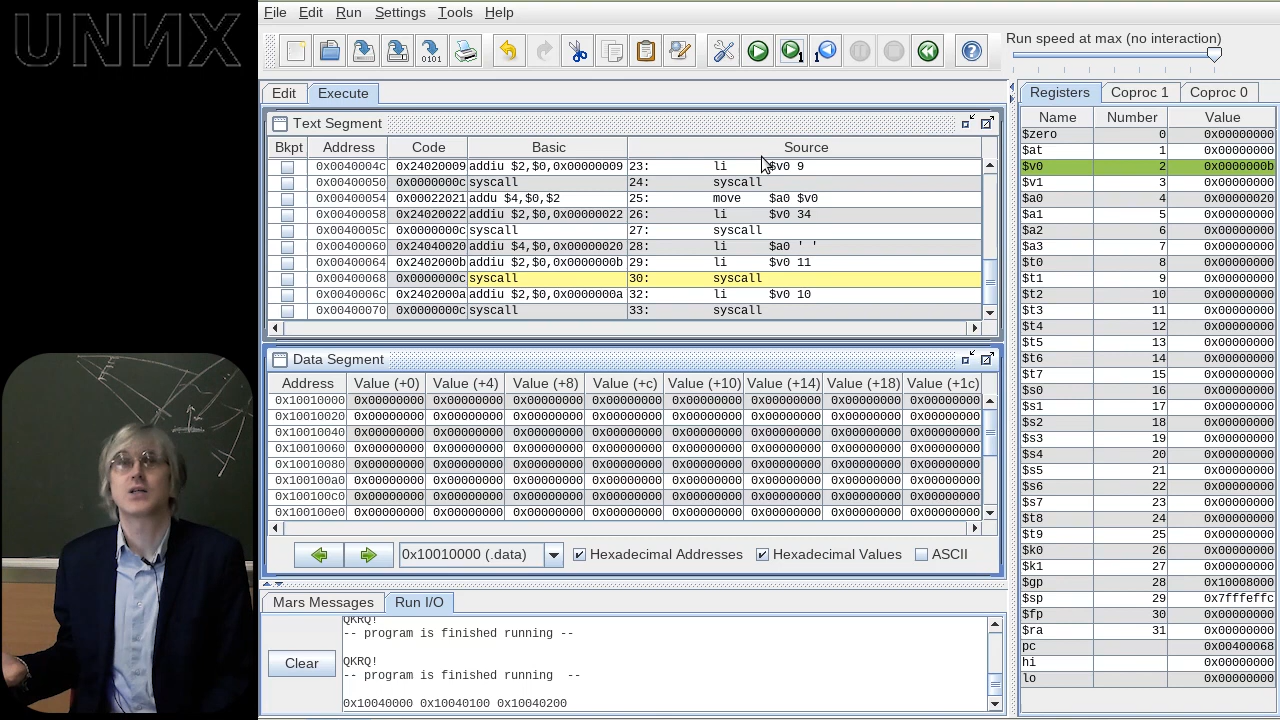 UNИX
File Edit Run Settings Tools Help
Run speed at max (no interaction)
Edit Execute
Text Segment
Bkpt Address Code Basic Source
0x0040004c 0x24020009 addiu $2,$0,0x00000009 23: li $v0 9
0x00400050 0x0000000c syscall 24: syscall
0x00400054 0x00022021 addu $4,$0,$2 25: move $a0 $v0
0x00400058 0x24020022 addiu $2,$0,0x00000022 26: li $v0 34
0x0040005c 0x0000000c syscall 27: syscall
0x00400060 0x24040020 addiu $4,$0,0x00000020 28: li $a0 ' '
0x00400064 0x2402000b addiu $2,$0,0x0000000b 29: li $v0 11
0x00400068 0x0000000c syscall 30: syscall
0x0040006c 0x2402000a addiu $2,$0,0x0000000a 32: li $v0 10
0x00400070 0x0000000c syscall 33: syscall
Data Segment
Address Value (+0) Value (+4) Value (+8) Value (+c) Value (+10) Value (+14) Value (+18) Value (+1c)
0x10010000 0x00000000 0x00000000 0x00000000 0x00000000 0x00000000 0x00000000 0x00000000 0x00000000
0x10010020 0x00000000 0x00000000 0x00000000 0x00000000 0x00000000 0x00000000 0x00000000 0x00000000
0x10010040 0x00000000 0x00000000 0x00000000 0x00000000 0x00000000 0x00000000 0x00000000 0x00000000
0x10010060 0x00000000 0x00000000 0x00000000 0x00000000 0x00000000 0x00000000 0x00000000 0x00000000
0x10010080 0x00000000 0x00000000 0x00000000 0x00000000 0x00000000 0x00000000 0x00000000 0x00000000
0x100100a0 0x00000000 0x00000000 0x00000000 0x00000000 0x00000000 0x00000000 0x00000000 0x00000000
0x100100c0 0x00000000 0x00000000 0x00000000 0x00000000 0x00000000 0x00000000 0x00000000 0x00000000
0x100100e0 0x00000000 0x00000000 0x00000000 0x00000000 0x00000000 0x00000000 0x00000000 0x00000000
0x10010000 (.data) Hexadecimal Addresses Hexadecimal Values ASCII
Mars Messages Run I/O
Clear
QKRQ!
-- program is finished running --
QKRQ!
-- program is finished running --
0x10040000 0x10040100 0x10040200
Registers Coproc 1 Coproc 0
Name Number Value
$zero 0 0x00000000
$at 1 0x00000000
$v0 2 0x0000000b
$v1 3 0x00000000
$a0 4 0x00000020
$a1 5 0x00000000
$a2 6 0x00000000
$a3 7 0x00000000
$t0 8 0x00000000
$t1 9 0x00000000
$t2 10 0x00000000
$t3 11 0x00000000
$t4 12 0x00000000
$t5 13 0x00000000
$t6 14 0x00000000
$t7 15 0x00000000
$s0 16 0x00000000
$s1 17 0x00000000
$s2 18 0x00000000
$s3 19 0x00000000
$s4 20 0x00000000
$s5 21 0x00000000
$s6 22 0x00000000
$s7 23 0x00000000
$t8 24 0x00000000
$t9 25 0x00000000
$k0 26 0x00000000
$k1 27 0x00000000
$gp 28 0x10008000
$sp 29 0x7fffeffc
$fp 30 0x00000000
$ra 31 0x00000000
pc 0x00400068
hi 0x00000000
lo 0x00000000